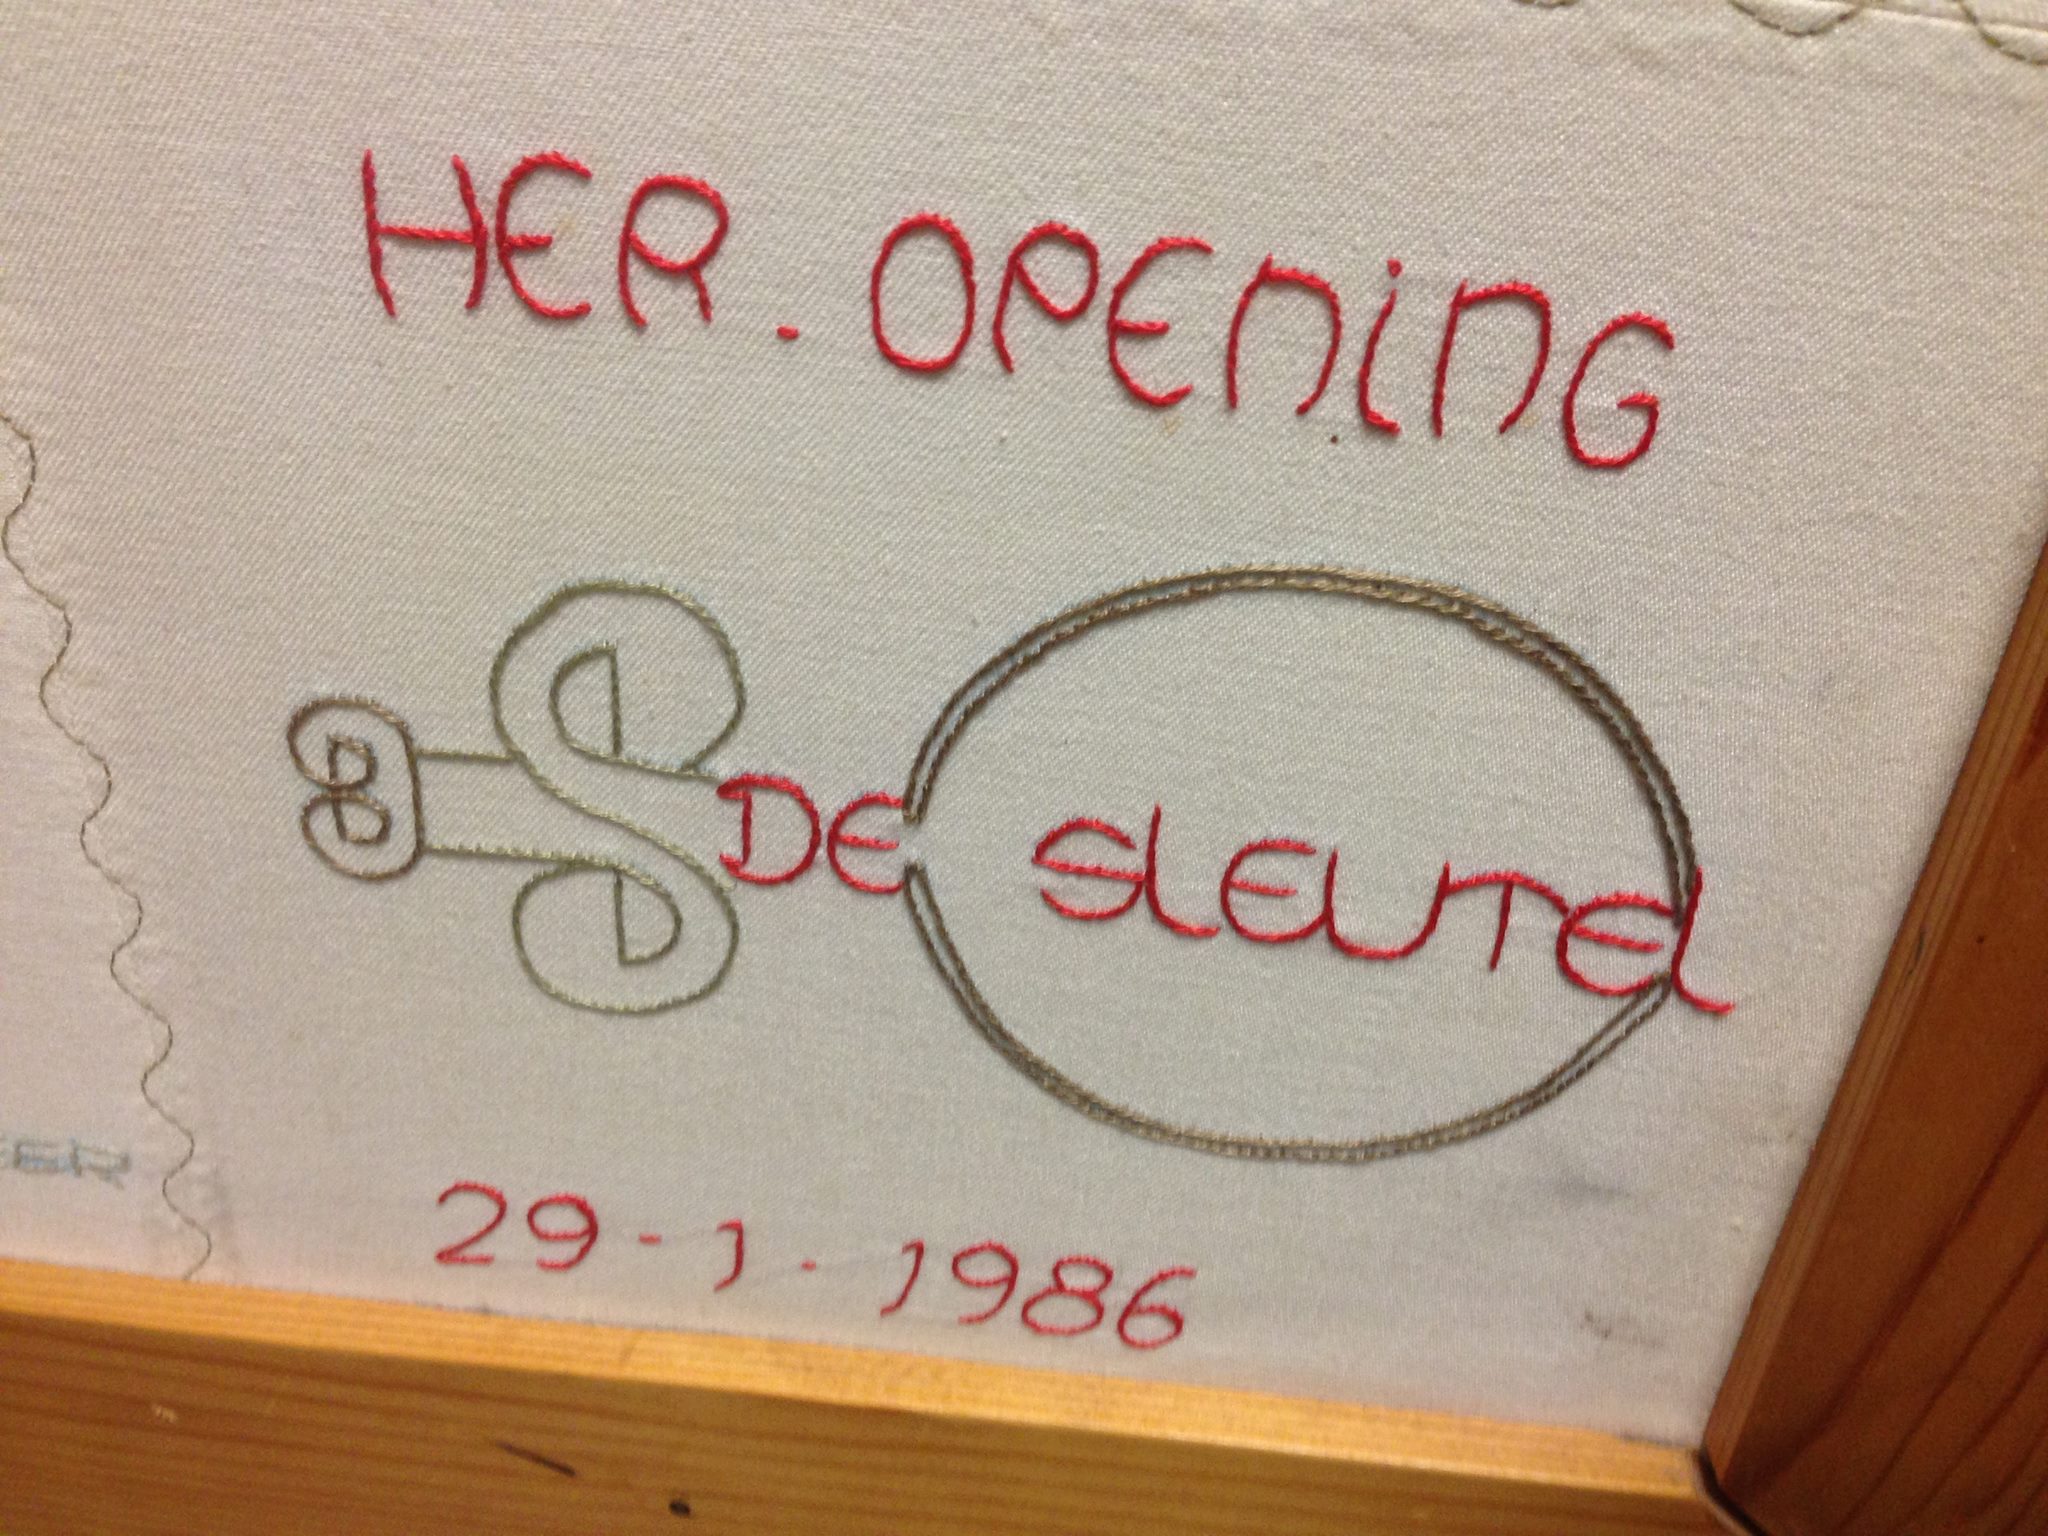 HER. OPENING
DE SLEUTEL
29-1-1986